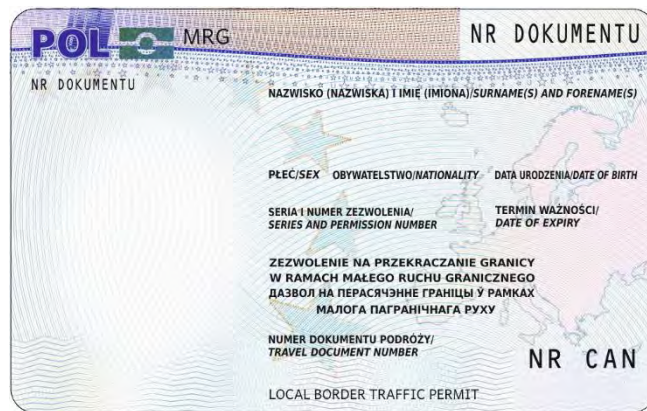 POL MRG NR DOKUMENTU
NR DOKUMENTU
NAZWISKO (NAZWISKA) I IMIĘ (IMIONA)/SURNAME(S) AND FORENAME(S)
PŁEĆ/SEX OBYWATELSTWO/NATIONALITY DATA URODZENIA/DATE OF BIRTH
SERIA I NUMER ZEZWOLENIA/ TERMIN WAŻNOŚCI/
SERIES AND PERMISSION NUMBER DATE OF EXPIRY
ZEZWOLENIE NA PRZEKRACZANIE GRANICY
W RAMACH MAŁEGO RUCHU GRANICZNEGO
ДАЗВОЛ НА ПЕРАСЯЧЭННЕ ГРАНІЦЫ Ў РАМКАХ
МАЛОГА ПАГРАНІЧНАГА РУХУ
NUMER DOKUMENTU PODRÓŻY/
TRAVEL DOCUMENT NUMBER
NR CAN
LOCAL BORDER TRAFFIC PERMIT